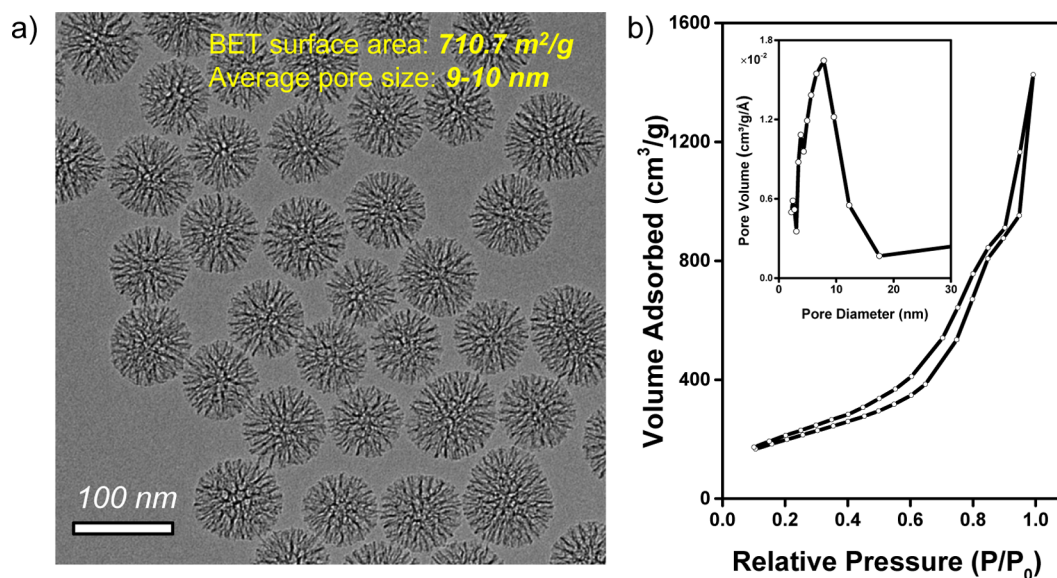 a)
BET surface area: 710.7 m²/g
Average pore size: 9-10 nm
100 nm
b)
Volume Adsorbed (cm³/g)
1600
1200
800
400
0
0.0 0.2 0.4 0.6 0.8 1.0
Relative Pressure (P/P₀)
Pore Volume (cm³/g/Å)
1.8
×10⁻²
1.2
0.6
0.0
0 10 20 30
Pore Diameter (nm)